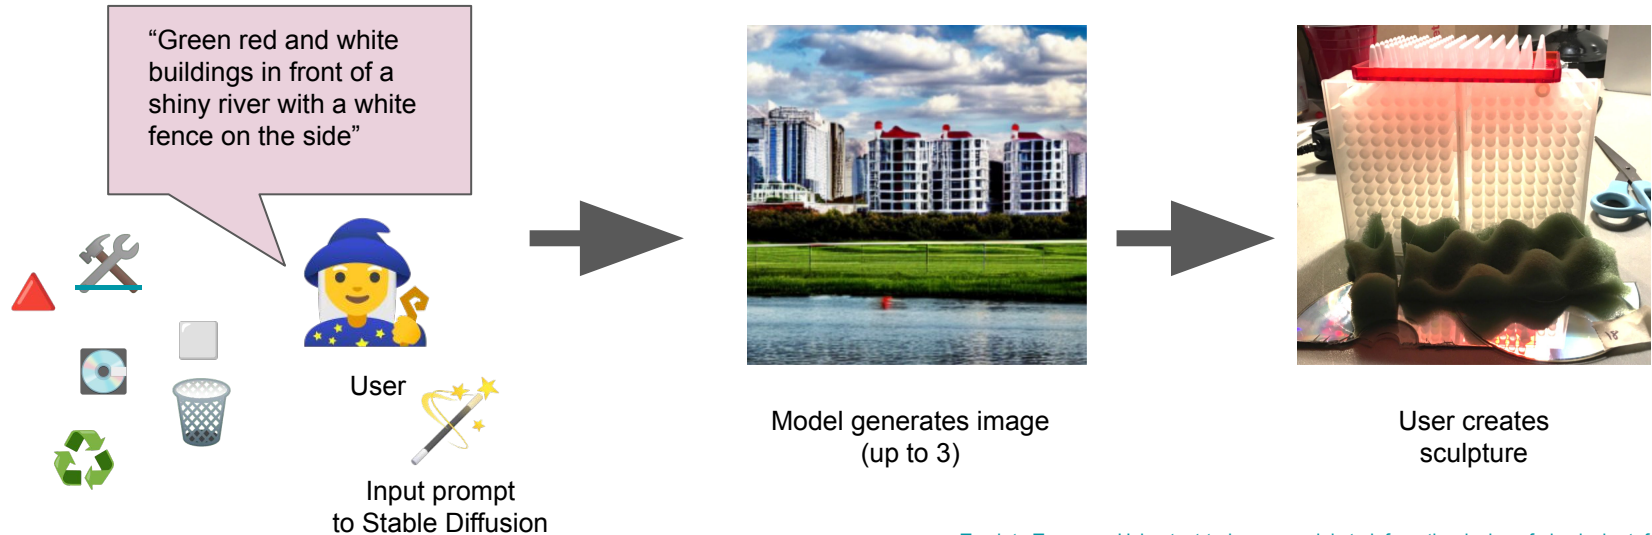 “Green red and white
buildings in front of a
shiny river with a white
fence on the side”
User
Input prompt
to Stable Diffusion
Model generates image
(up to 3)
User creates
sculpture